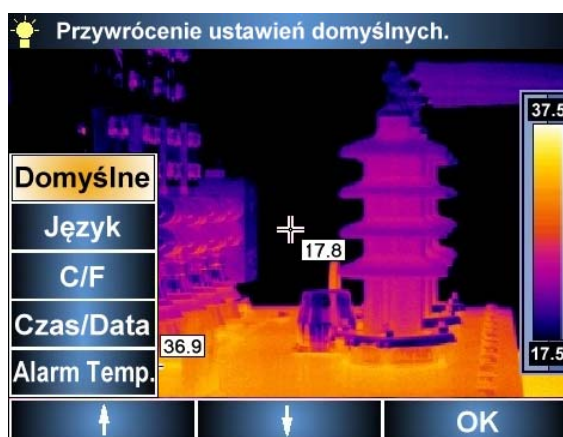 Przywrócenie ustawień domyślnych.
37.5
Domyślne
Język
17.8
C/F
Czas/Data
36.9
17.5
Alarm Temp.
OK